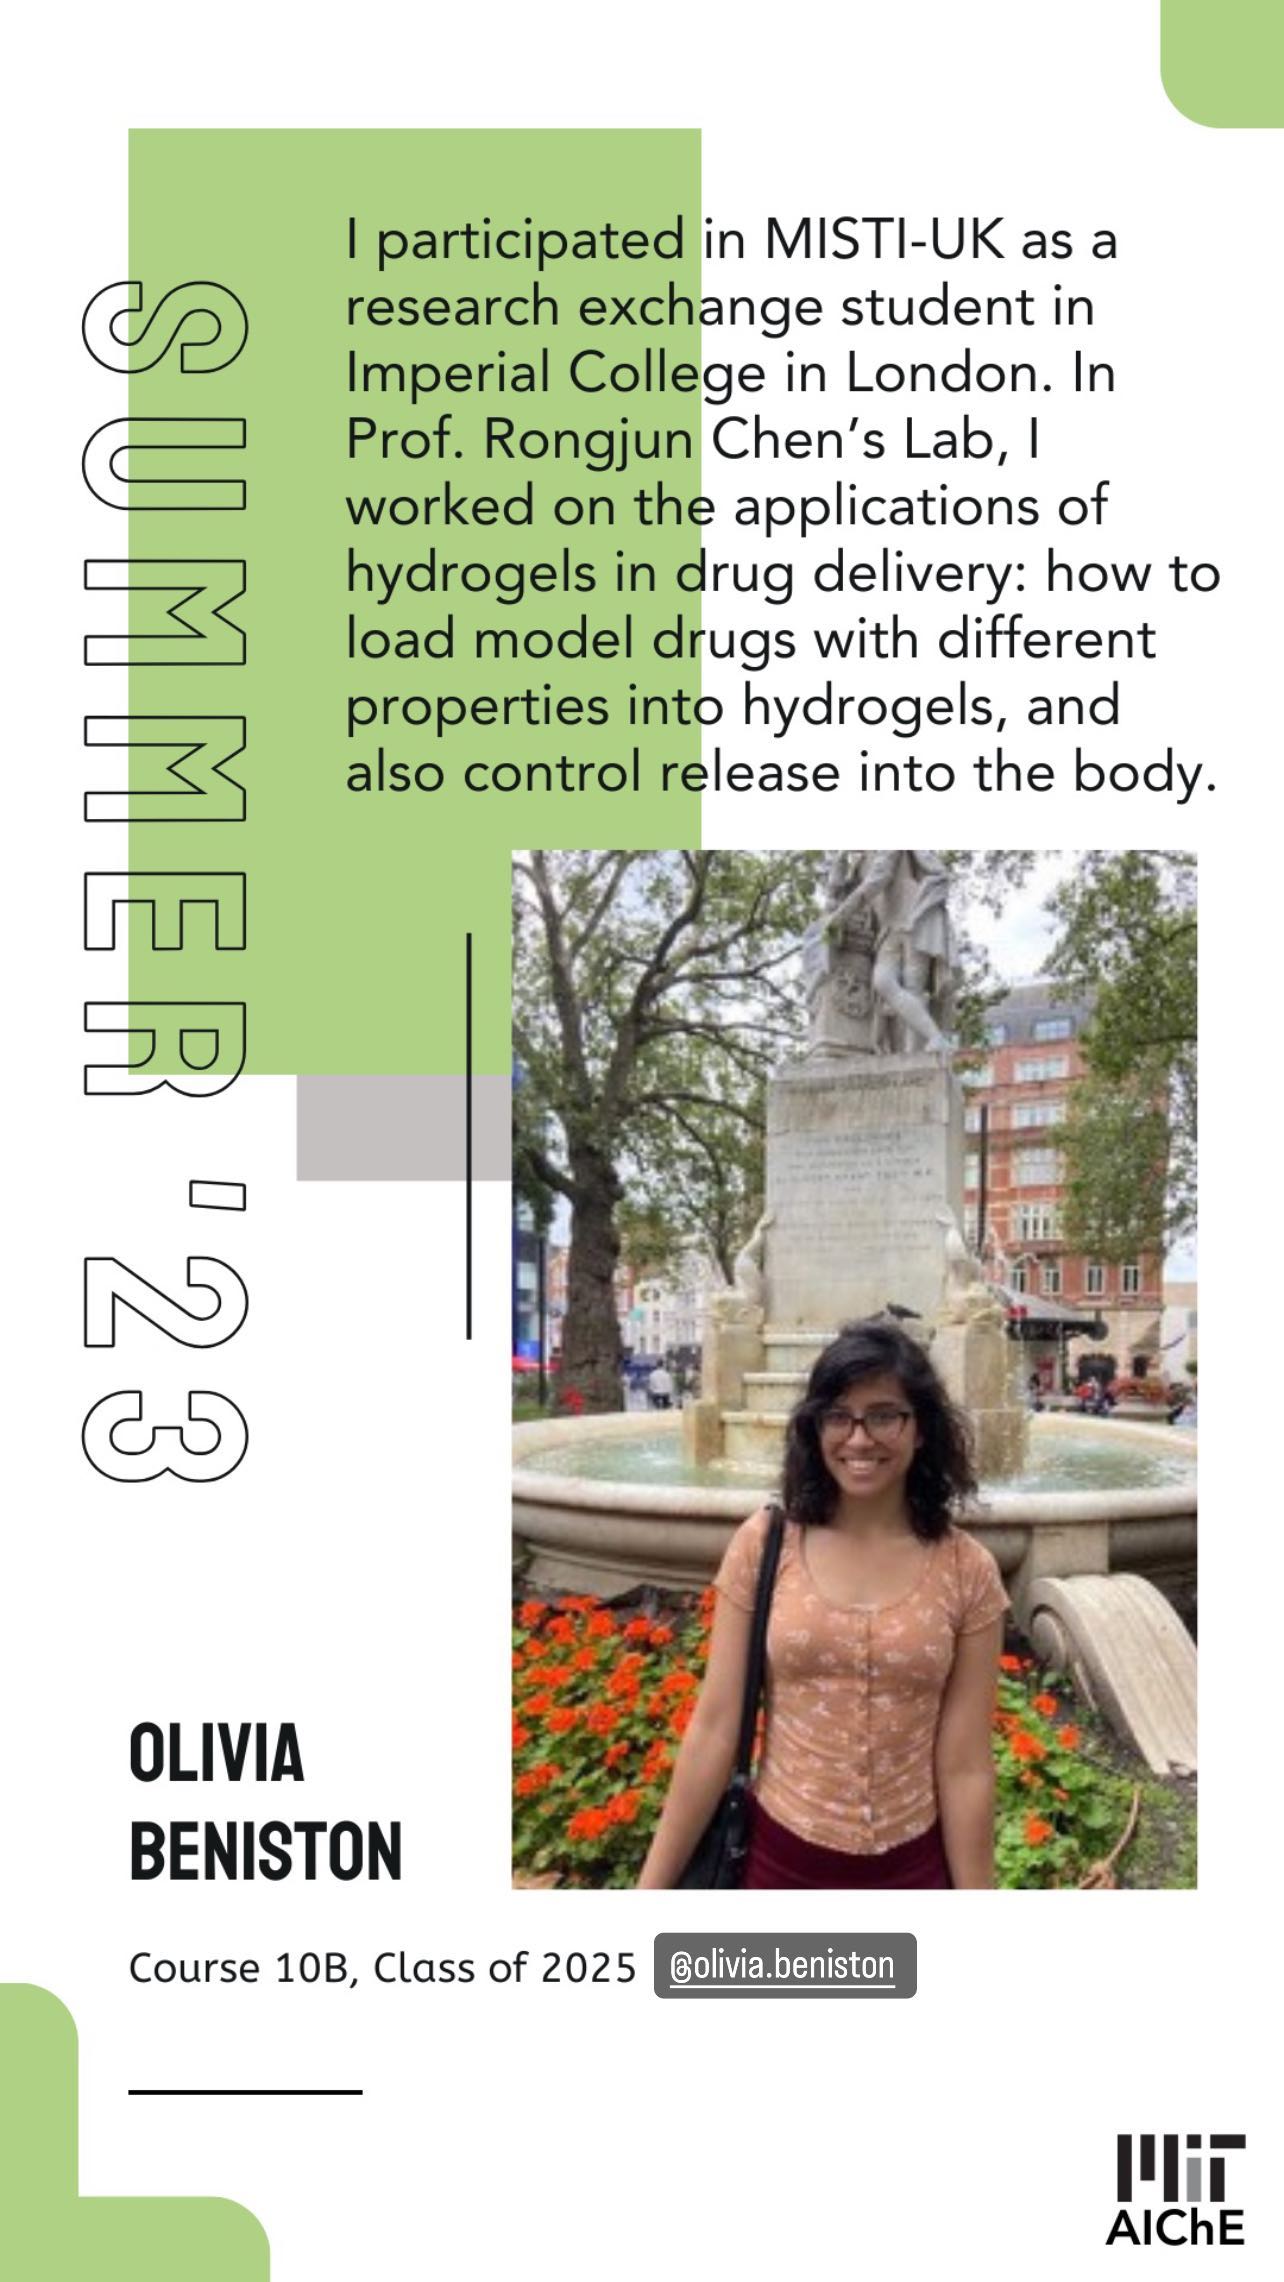 I participated in MISTI-UK as a
research exchange student in
Imperial College in London. In
Prof. Rongjun Chen’s Lab, I
worked on the applications of
hydrogels in drug delivery: how to
load model drugs with different
properties into hydrogels, and
also control release into the body.
SUMMER '23
OLIVIA
BENISTON
Course 10B, Class of 2025 @olivia.beniston
MIT
AIChE